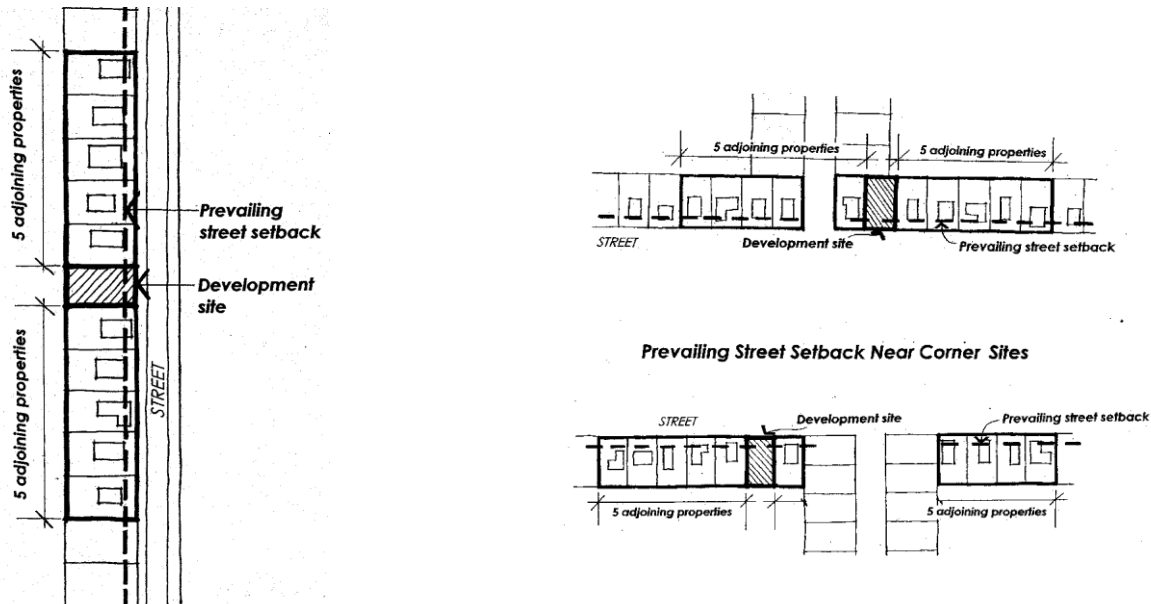 5 adjoining properties
Prevailing
street setback
Development
site
5 adjoining properties
STREET
5 adjoining properties
5 adjoining properties
STREET
Development site
Prevailing street setback
Prevailing Street Setback Near Corner Sites
STREET
Development site
Prevailing street setback
5 adjoining properties
5 adjoining properties